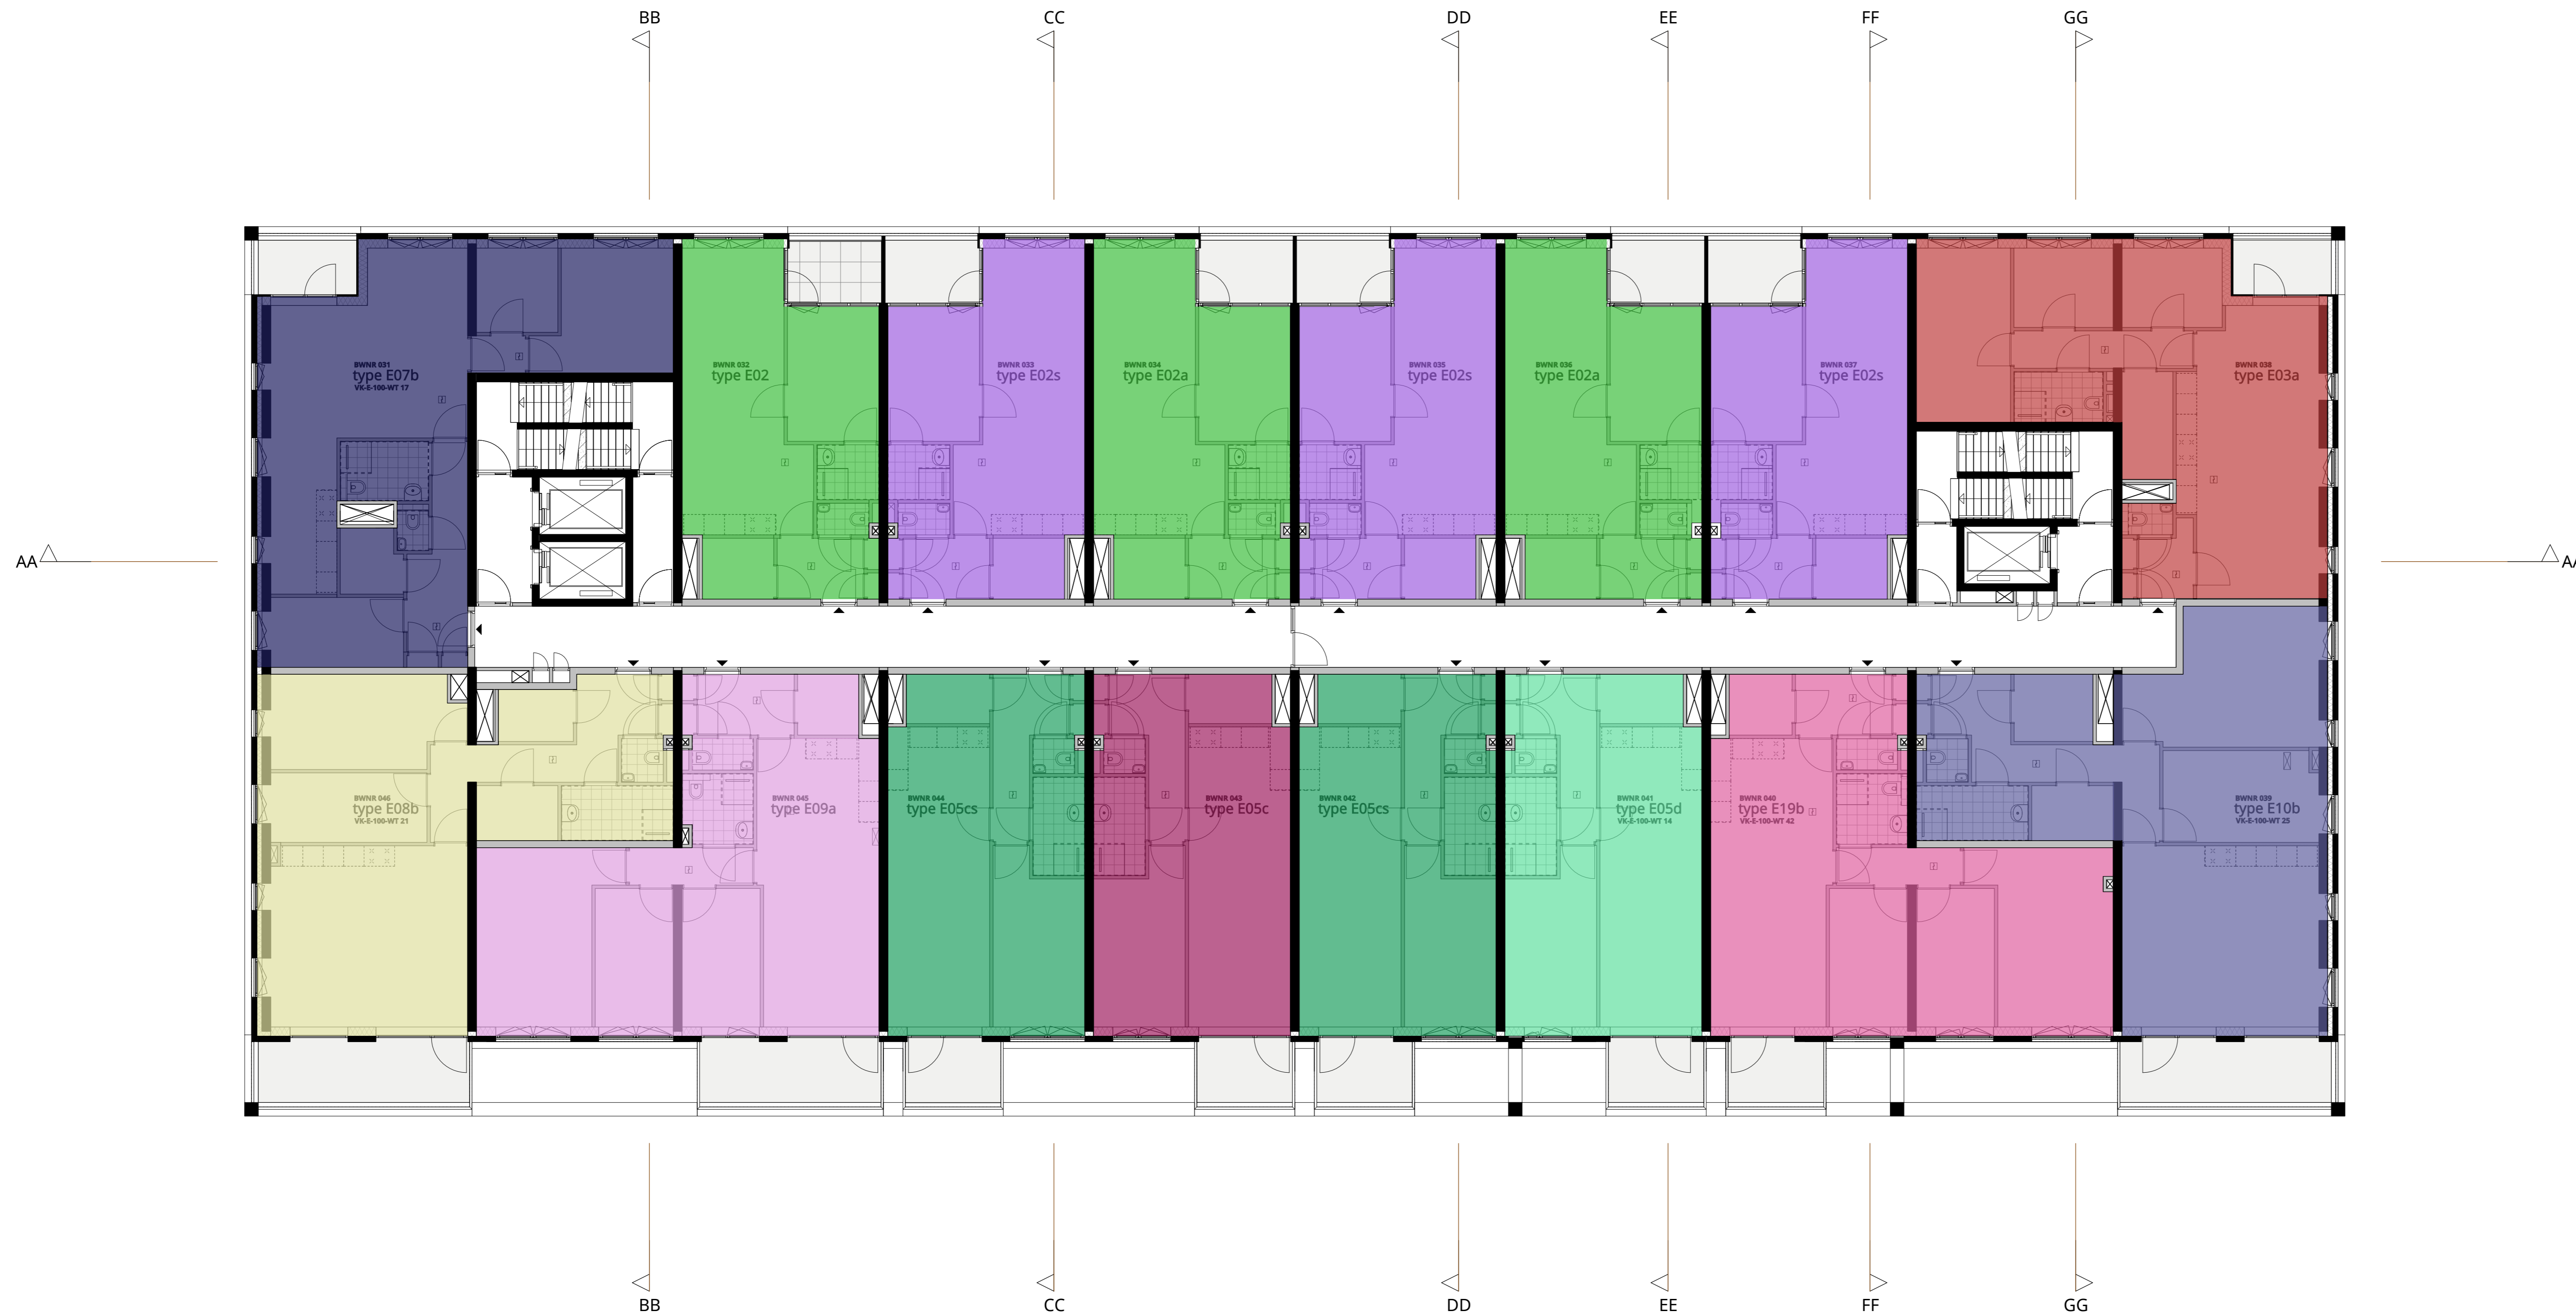 BB
CC
DD
EE
FF
GG
BWNR 031
type E07b
VK-E-100-WT 17
BWNR 032
type E02
BWNR 033
type E02s
BWNR 034
type E02a
BWNR 035
type E02s
BWNR 036
type E02a
BWNR 037
type E02s
BWNR 038
type E03a
AA
AA
BWNR 046
type E08b
VK-E-100-WT 21
BWNR 045
type E09a
BWNR 044
type E05cs
BWNR 043
type E05c
BWNR 042
type E05cs
BWNR 041
type E05d
VK-E-100-WT 14
BWNR 040
type E19b
VK-E-100-WT 42
BWNR 039
type E10b
VK-E-100-WT 25
BB
CC
DD
EE
FF
GG